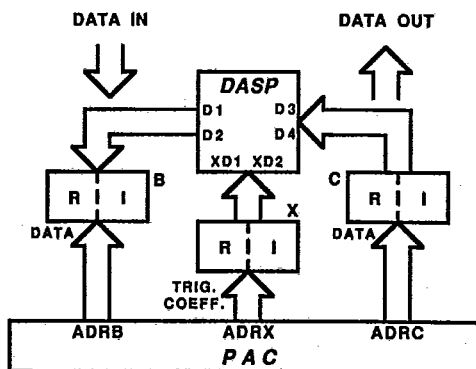 DATA IN DATA OUT
DASP
D1 D3
D2 D4
XD1 XD2
B C
R I R I
DATA X DATA
R I
TRIG.
COEFF.
ADRB ADRX ADRC
PAC